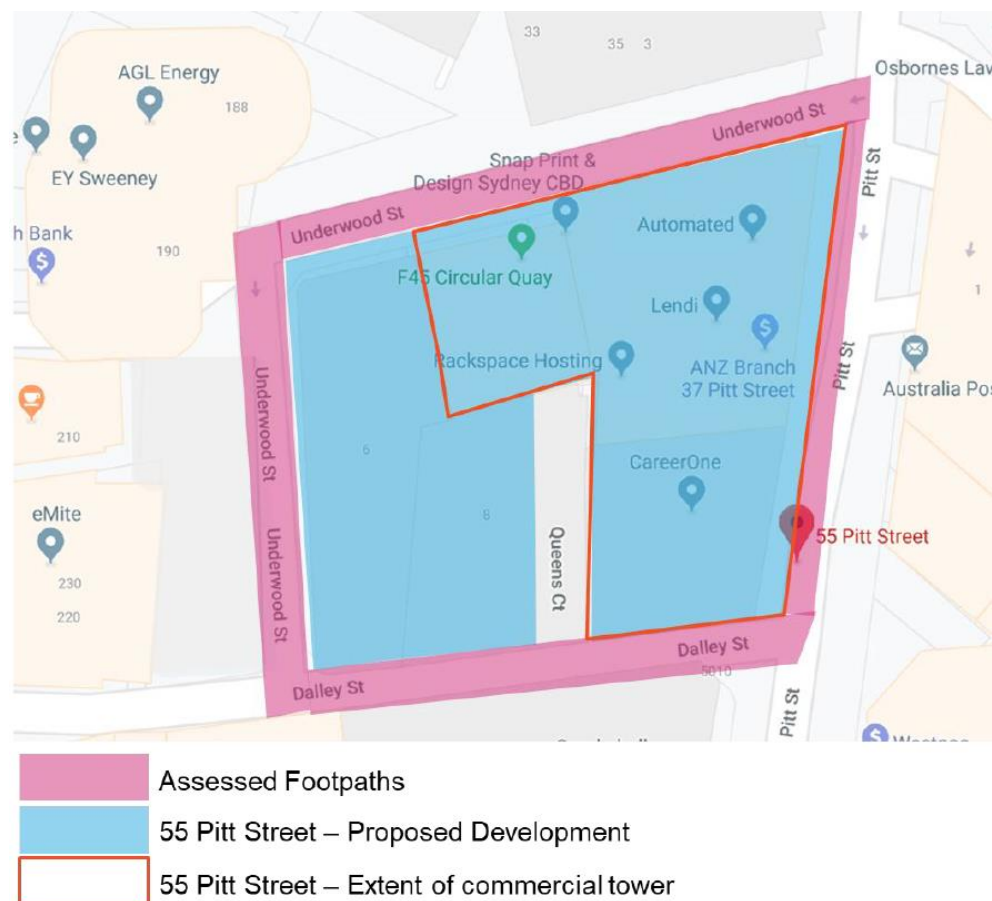 33
35 3
AGL Energy
188
Osbornes Law
Underwood St
EY Sweeney
Snap Print &
Design Sydney CBD
Pitt St
Underwood St
h Bank
190
Automated
F45 Circular Quay
1
Lendi
Rackspace Hosting
ANZ Branch
37 Pitt Street
Pitt St
Australia Pos
Underwood St
210
6
CareerOne
eMite
8
55 Pitt Street
Queens Ct
230
Underwood St
220
Dalley St
5010
Dalley St
Pitt St
Assessed Footpaths
55 Pitt Street – Proposed Development
55 Pitt Street – Extent of commercial tower